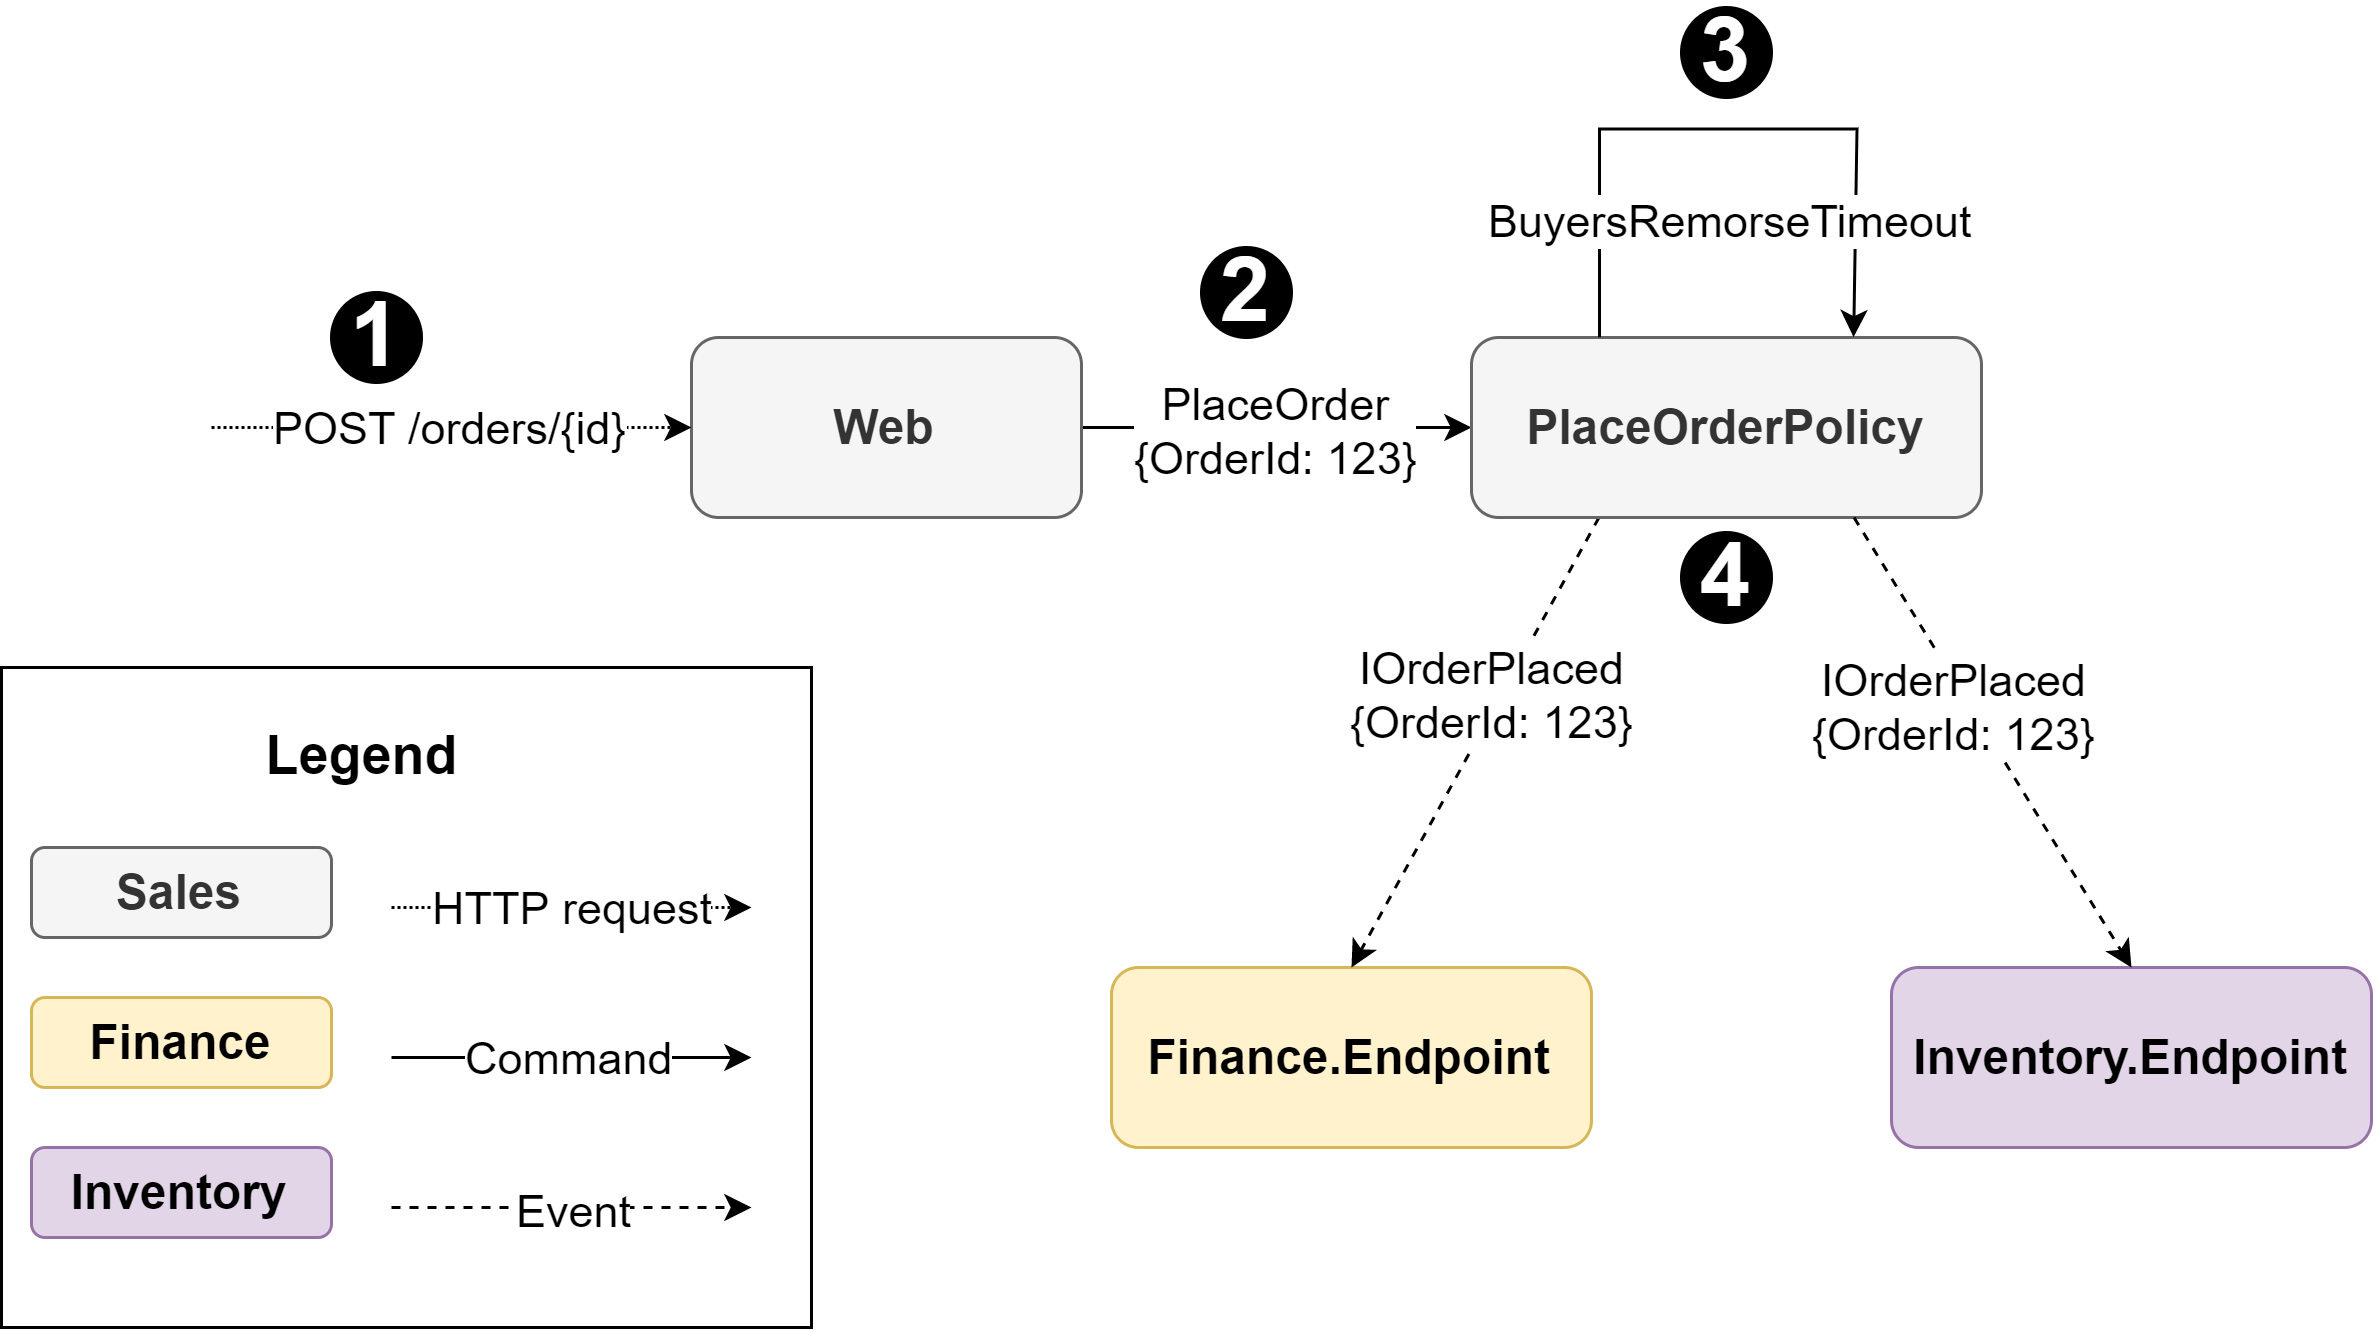 3
BuyersRemorseTimeout
2
1
PlaceOrder
{OrderId: 123}
POST /orders/{id}
Web
PlaceOrderPolicy
4
IOrderPlaced
{OrderId: 123}
IOrderPlaced
{OrderId: 123}
Finance.Endpoint
Inventory.Endpoint
Legend
Sales
HTTP request
Finance
Command
Inventory
Event